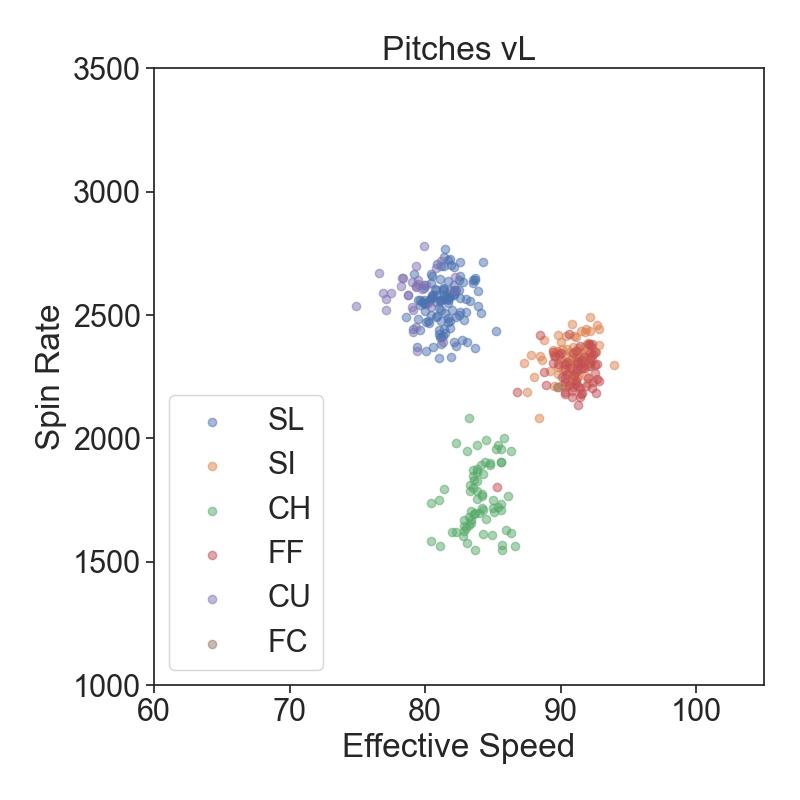 Pitches vL
3500
3000
2500
2000
1500
1000
Spin Rate
SL
SI
CH
FF
CU
FC
60 70 80 90 100
Effective Speed